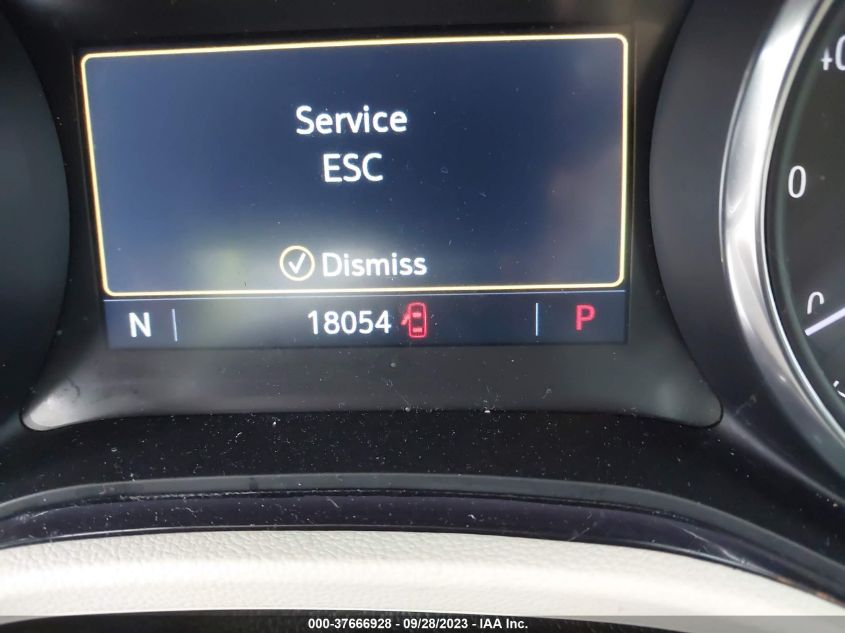 Service
ESC
Dismiss
N 18054 P
0
000-37666928 - 09/28/2023 - IAA Inc.